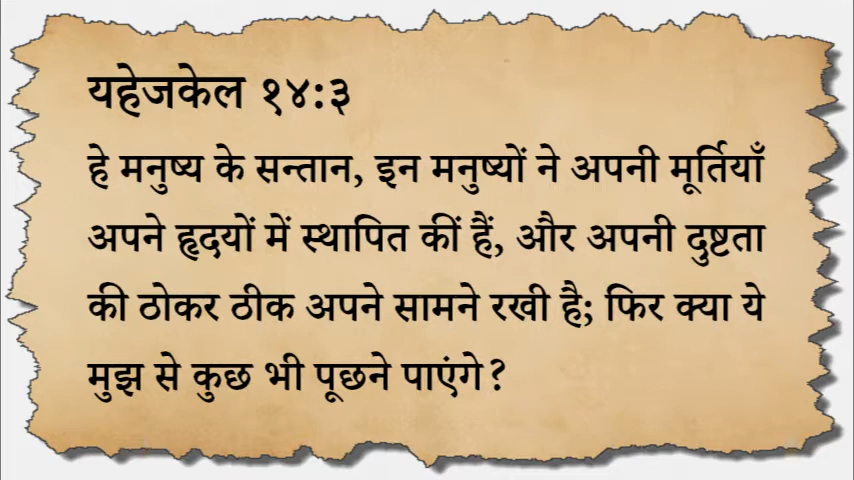 यहेजकेल १४:३
हे मनुष्य के सन्तान, इन मनुष्यों ने अपनी मूर्तियाँ
अपने हृदयों में स्थापित कीं हैं, और अपनी दुष्टता
की ठोकर ठीक अपने सामने रखी है; फिर क्या ये
मुझ से कुछ भी पूछने पाएंगे?